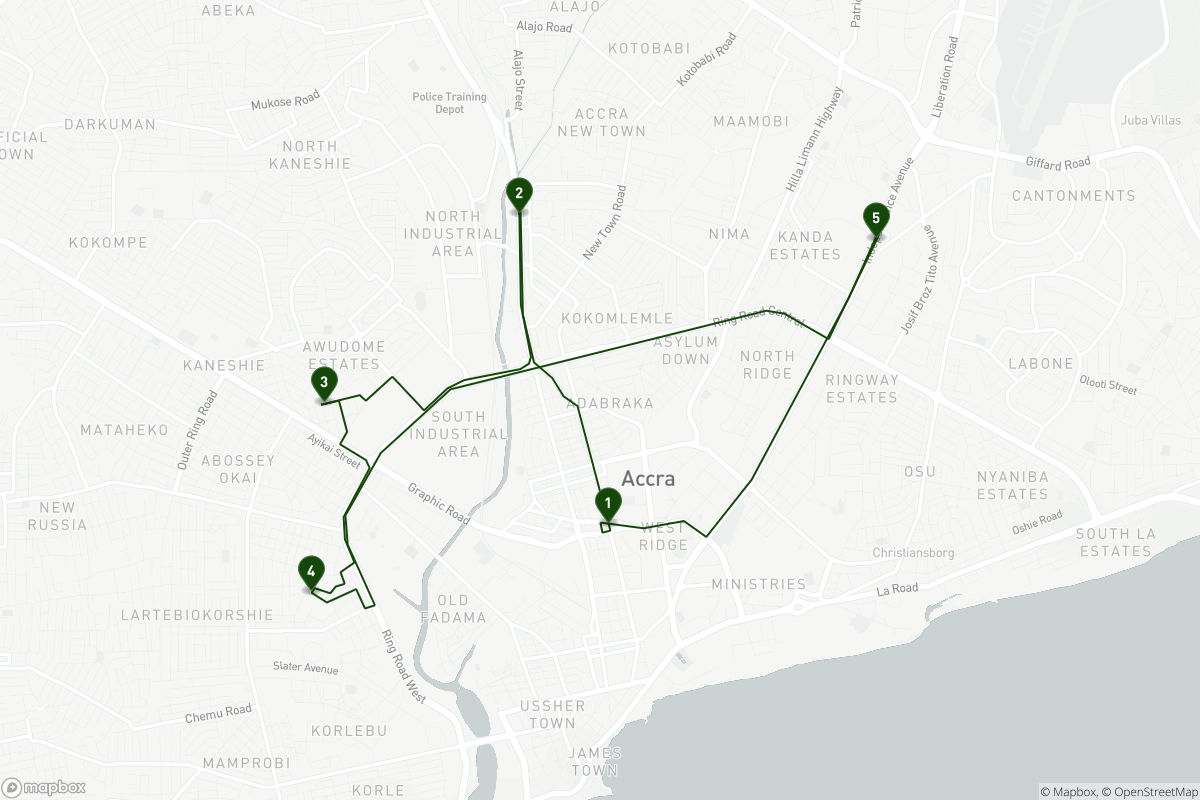 ALAJO
ABEKA
Alajo Road
Alajo Street
KOTOBABI
Kotobabi Road
Patric
Liberation Road
Mukose Road
Police Training
Depot
ACCRA
NEW TOWN
MAAMOBI
Hilla Limann Highway
Juba Villas
DARKUMAN
FICIAL
OWN
NORTH
KANESHIE
Giffard Road
CANTONMENTS
2
5
NORTH
INDUSTRIAL
AREA
New Town Road
NIMA
KANDA
ESTATES
Josif Broz Tito Avenue
KOKOMPE
KOKOMLEMLE
Ring Road Central
AWUDOME
ESTATES
ASYLUM
DOWN
NORTH
RIDGE
KANESHIE
LABONE
3
RINGWAY
ESTATES
Olooti Street
ADABRAKA
Outer Ring Road
MATAHEKO
SOUTH
INDUSTRIAL
AREA
Ayikai Street
ABOSSEY
OKAI
Accra
OSU
NYANIBA
ESTATES
Graphic Road
1
NEW
RUSSIA
WEST
RIDGE
Oshie Road
SOUTH LA
ESTATES
Christiansborg
4
MINISTRIES
La Road
LARTEBIOKORSHIE
OLD
FADAMA
Ring Road West
Slater Avenue
Chemu Road
USSHER
TOWN
KORLEBU
JAMES
TOWN
MAMPROBI
KORLE
mapbox
© Mapbox, © OpenStreetMap